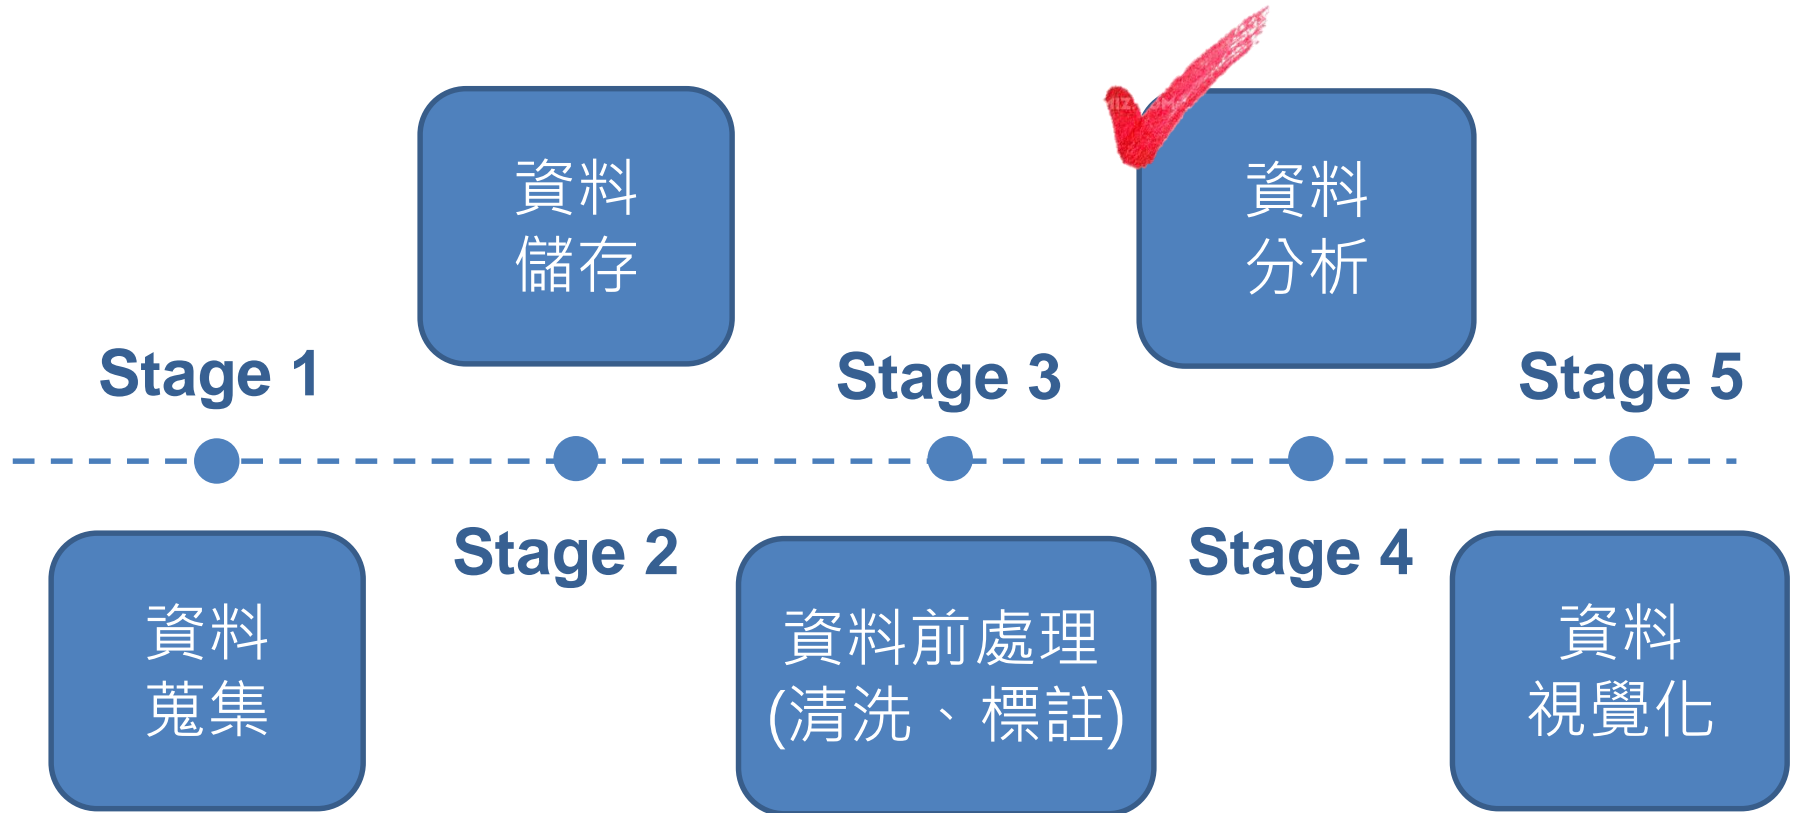 資料
儲存
資料
分析
Stage 1
Stage 3
Stage 5
Stage 2
Stage 4
資料
蒐集
資料前處理
(清洗、標註)
資料
視覺化